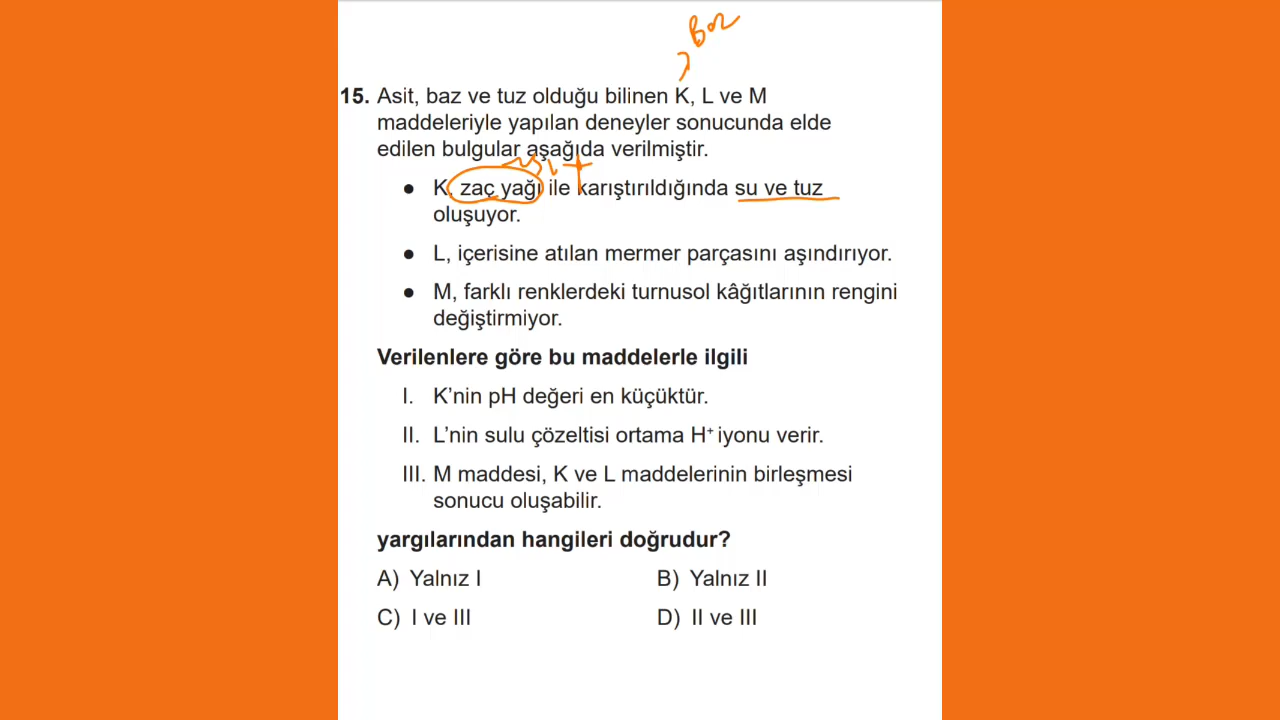 Baz
15. Asit, baz ve tuz olduğu bilinen K, L ve M
maddeleriyle yapılan deneyler sonucunda elde
edilen bulgular aşağıda verilmiştir.
● K, zaç yağı ile karıştırıldığında su ve tuz
oluşuyor.
● L, içerisine atılan mermer parçasını aşındırıyor.
● M, farklı renklerdeki turnusol kâğıtlarının rengini
değiştirmiyor.
Verilenlere göre bu maddelerle ilgili
I. K’nin pH değeri en küçüktür.
II. L’nin sulu çözeltisi ortama H⁺ iyonu verir.
III. M maddesi, K ve L maddelerinin birleşmesi
sonucu oluşabilir.
yargılarından hangileri doğrudur?
A) Yalnız I
B) Yalnız II
C) I ve III
D) II ve III